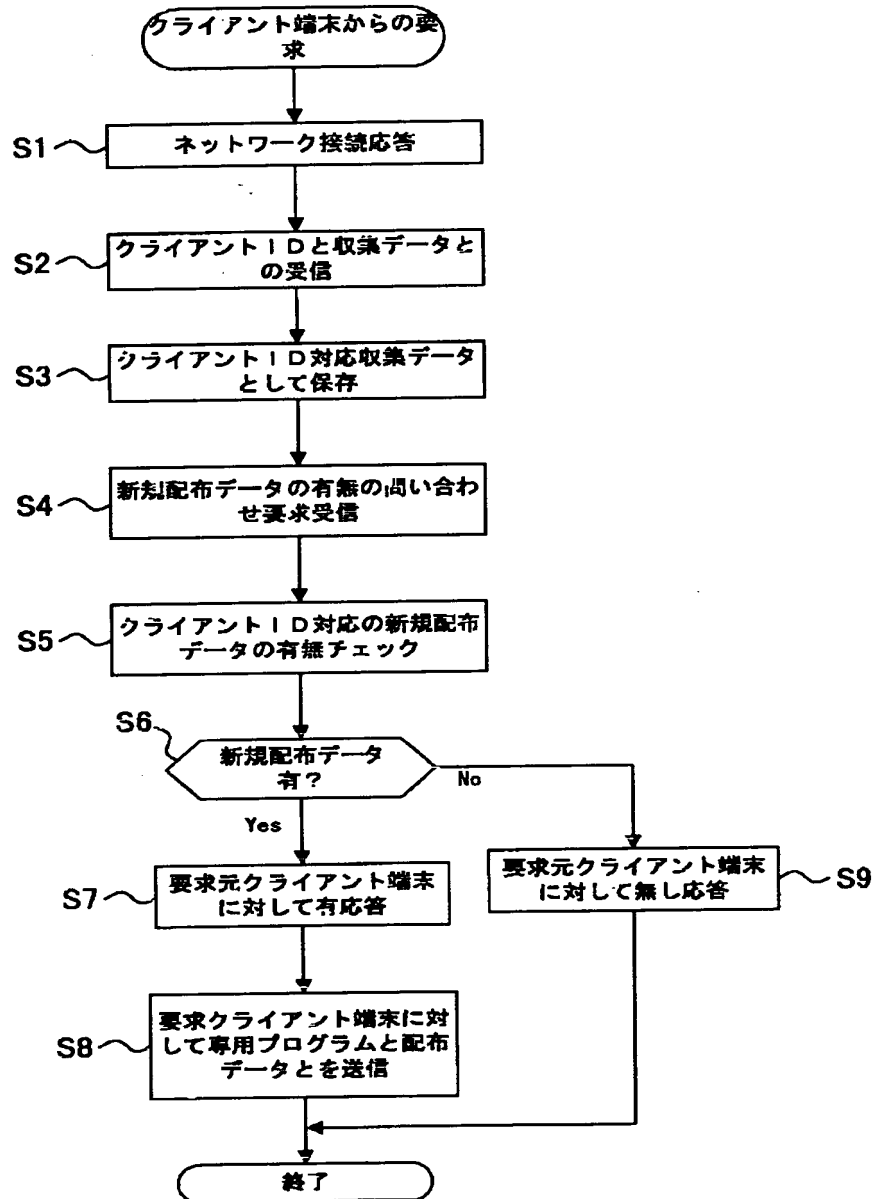 クライアント端末からの要
求
S1
ネットワーク接続応答
S2
クライアントIDと収集データと
の受信
S3
クライアントID対応収集データ
として保存
S4
新規配布データの有無の問い合わ
せ要求受信
S5
クライアントID対応の新規配布
データの有無チェック
S6
新規配布データ
有?
No
Yes
S7
要求元クライアント端末
に対して有応答
要求元クライアント端末
に対して無し応答
S9
S8
要求クライアント端末に対
して専用プログラムと配布
データとを送信
終了